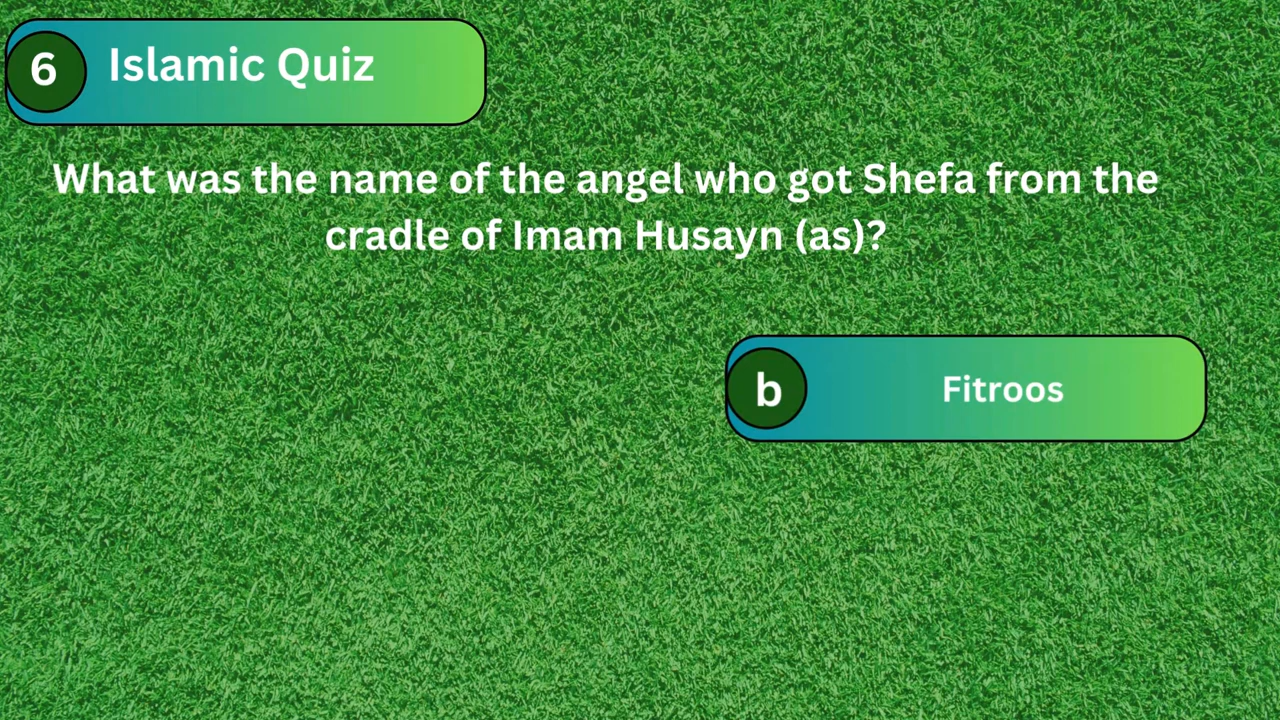 6 Islamic Quiz
What was the name of the angel who got Shefa from the
cradle of Imam Husayn (as)?
b Fitroos